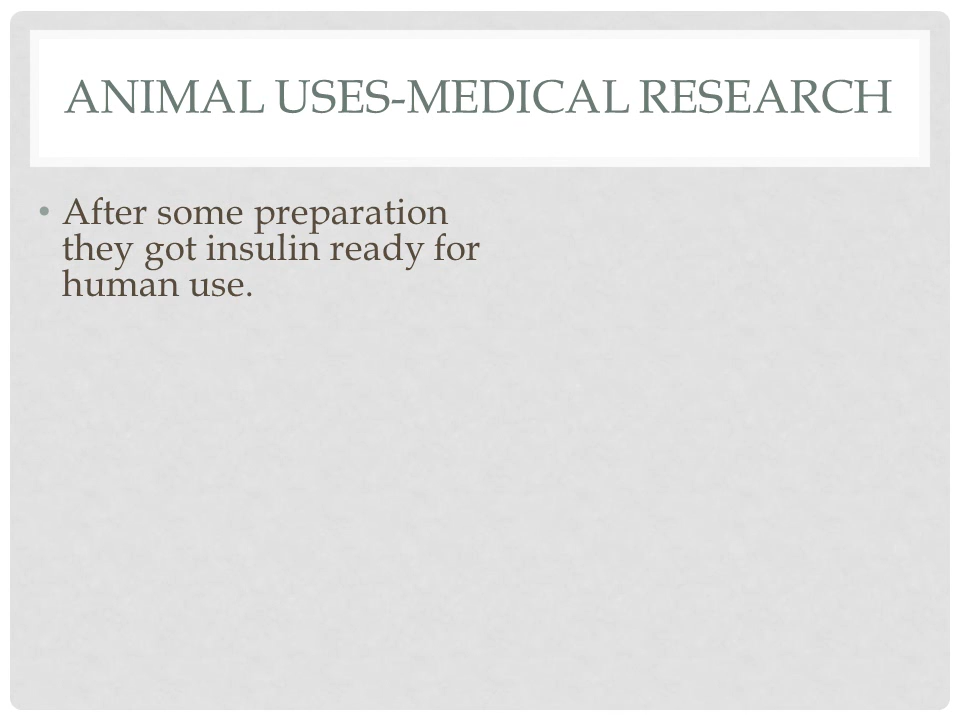 ANIMAL USES-MEDICAL RESEARCH
• After some preparation
they got insulin ready for
human use.